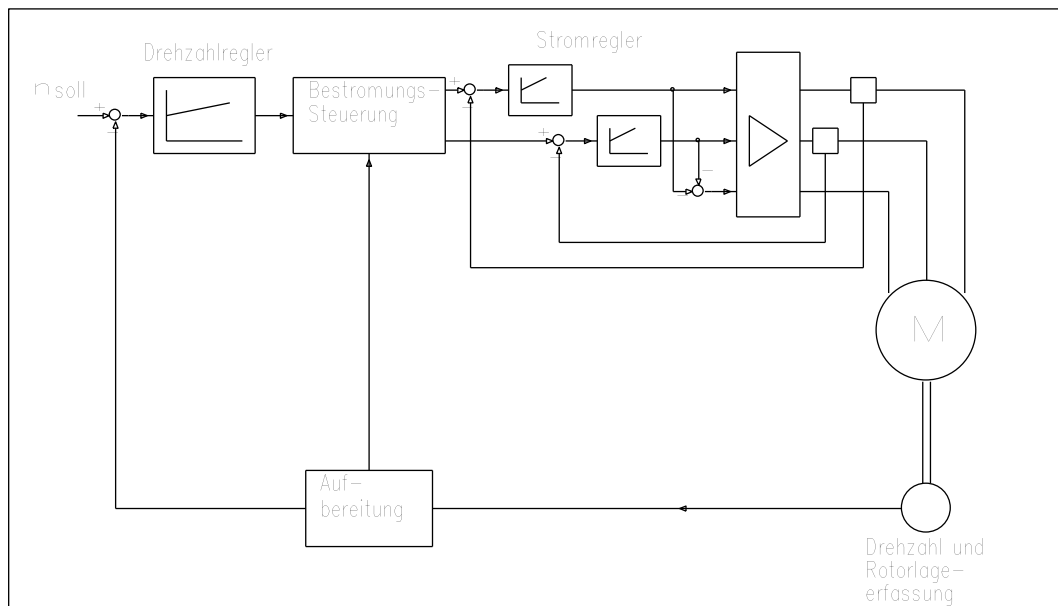 Drehzahlregler
Stromregler
n soll
Bestromungs-
Steuerung
+
-
+
-
+
-
-
-
M
Auf-
bereitung
Drehzahl und
Rotorlage-
erfassung